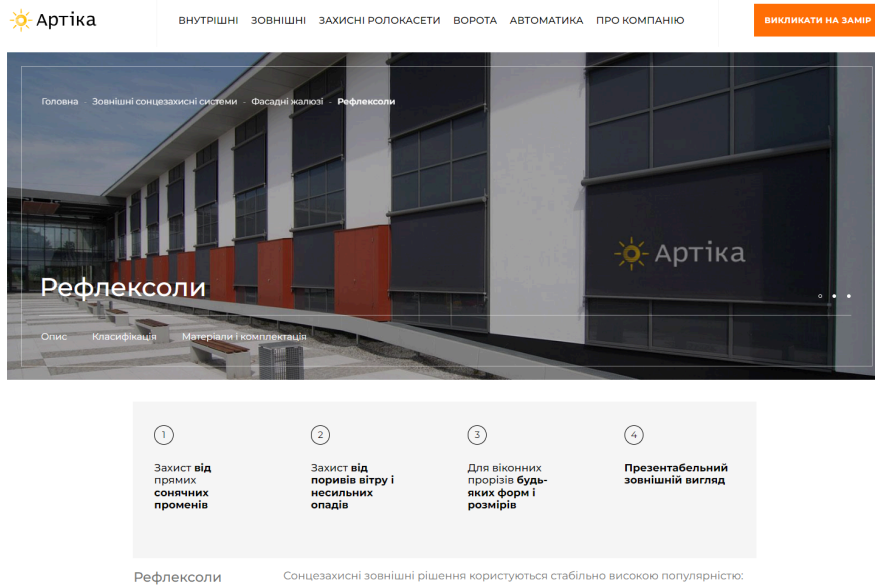 Артіка
ВНУТРІШНІ ЗОВНІШНІ ЗАХИСНІ РОЛОКАСЕТИ ВОРОТА АВТОМАТИКА ПРО КОМПАНІЮ
ВИКЛИКАТИ НА ЗАМІР
Головна - Зовнішні сонцезахисні системи - Фасадні жалюзі - Рефлексоли
Артіка
Рефлексоли
Опис Класифікація Матеріали і комплектація
1
Захист від
прямих
сонячних
променів
2
Захист від
поривів вітру і
несильних
опадів
3
Для віконних
прорізів будь-
яких форм і
розмірів
4
Презентабельний
зовнішній вигляд
Рефлексоли
Сонцезахисні зовнішні рішення користуються стабільно високою популярністю: